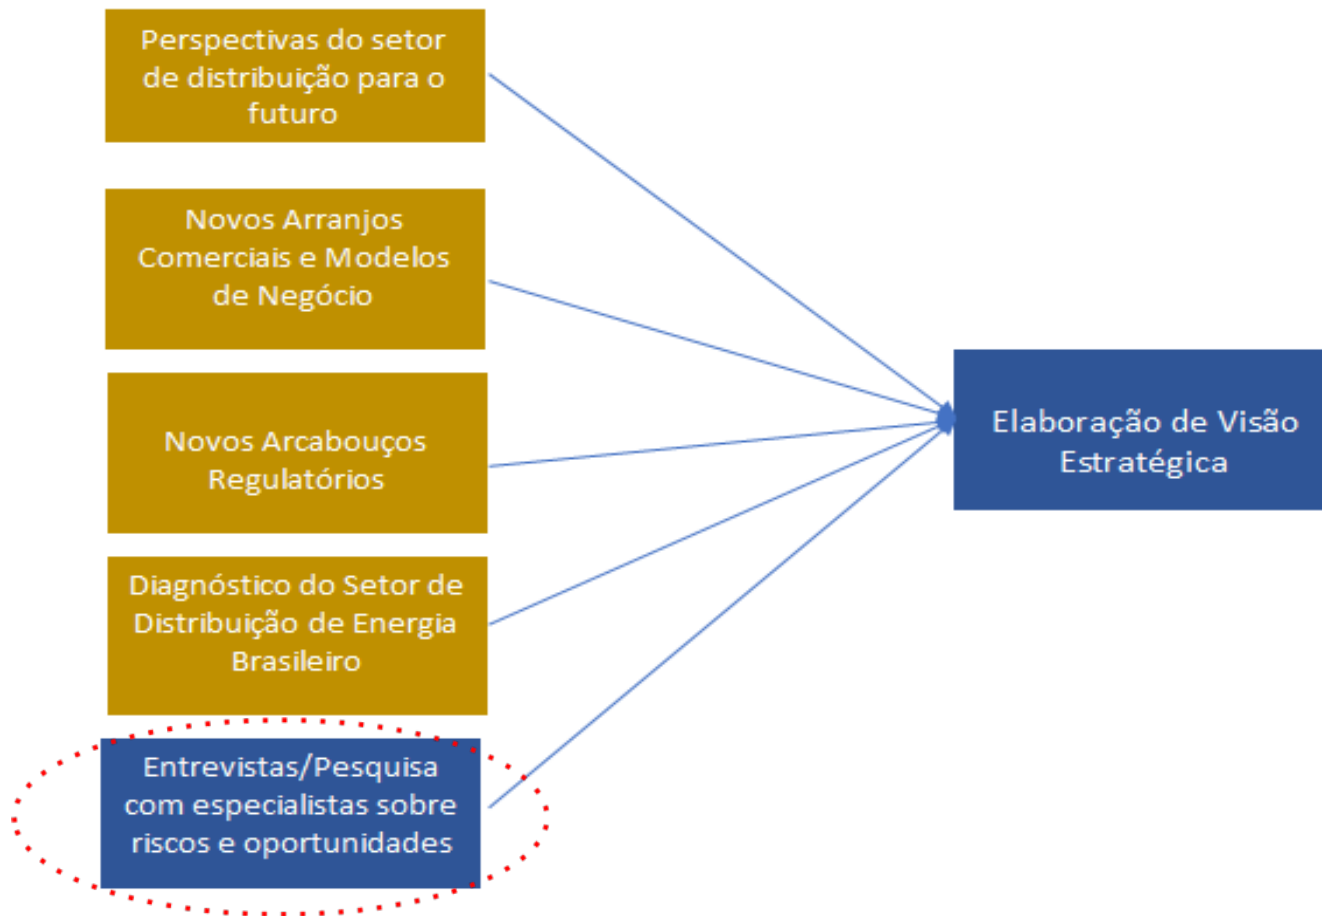 Perspectivas do setor
de distribuição para o
futuro
Novos Arranjos
Comerciais e Modelos
de Negócio
Novos Arcabouços
Regulatórios
Diagnóstico do Setor de
Distribuição de Energia
Brasileiro
Entrevistas/Pesquisa
com especialistas sobre
riscos e oportunidades
Elaboração de Visão
Estratégica